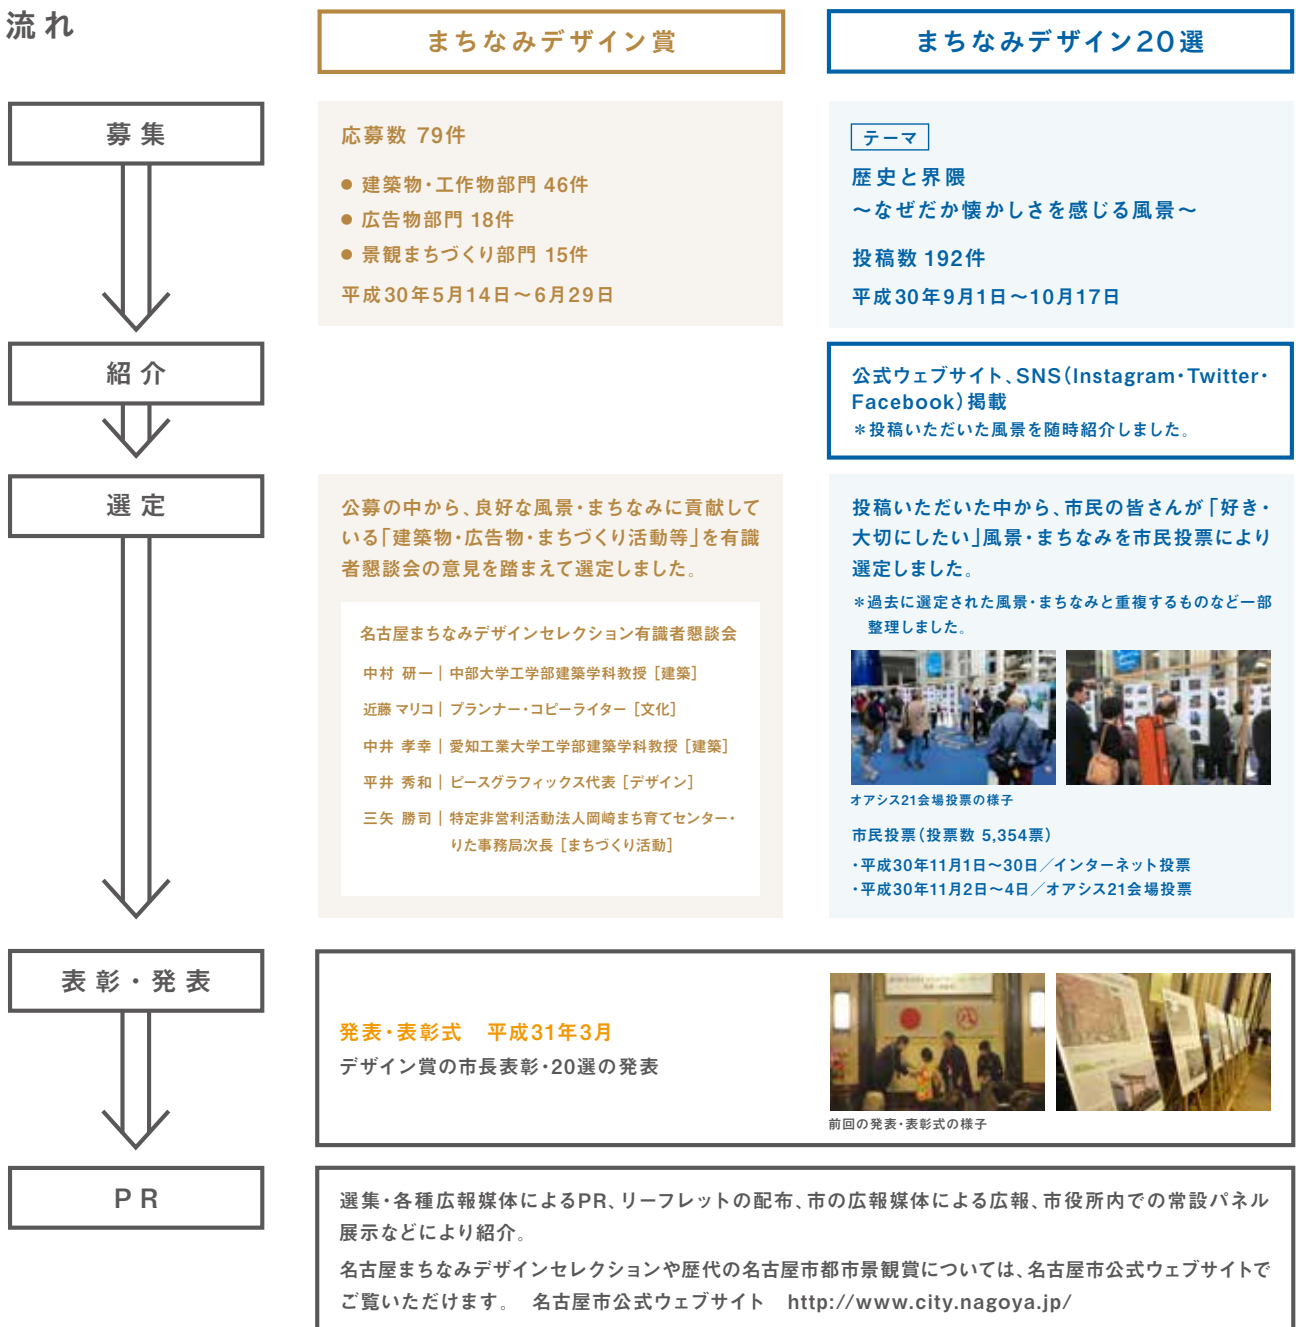 流れ
まちなみデザイン賞
まちなみデザイン20選
募集
応募数 79件
● 建築物・工作物部門 46件
● 広告物部門 18件
● 景観まちづくり部門 15件
平成30年5月14日〜6月29日
テーマ
歴史と界隈
〜なぜだか懐かしさを感じる風景〜
投稿数 192件
平成30年9月1日〜10月17日
紹介
公式ウェブサイト、SNS(Instagram・Twitter・
Facebook)掲載
＊投稿いただいた風景を随時紹介しました。
選定
公募の中から、良好な風景・まちなみに貢献して
いる「建築物・広告物・まちづくり活動等」を有識
者懇談会の意見を踏まえて選定しました。
名古屋まちなみデザインセレクション有識者懇談会
中村 研一｜中部大学工学部建築学科教授［建築］
近藤 マリコ｜プランナー・コピーライター［文化］
中井 孝幸｜愛知工業大学工学部建築学科教授［建築］
平井 秀和｜ピースグラフィックス代表［デザイン］
三矢 勝司｜特定非営利活動法人岡崎まち育てセンター・
りた事務局次長［まちづくり活動］
投稿いただいた中から、市民の皆さんが「好き・
大切にしたい」風景・まちなみを市民投票により
選定しました。
＊過去に選定された風景・まちなみと重複するものなど一部
整理しました。
オアシス21会場投票の様子
市民投票(投票数 5,354票)
・平成30年11月1日〜30日／インターネット投票
・平成30年11月2日〜4日／オアシス21会場投票
表彰・発表
発表・表彰式　平成31年3月
デザイン賞の市長表彰・20選の発表
前回の発表・表彰式の様子
PR
選集・各種広報媒体によるPR、リーフレットの配布、市の広報媒体による広報、市役所内での常設パネル
展示などにより紹介。
名古屋まちなみデザインセレクションや歴代の名古屋市都市景観賞については、名古屋市公式ウェブサイトで
ご覧いただけます。　名古屋市公式ウェブサイト　http://www.city.nagoya.jp/